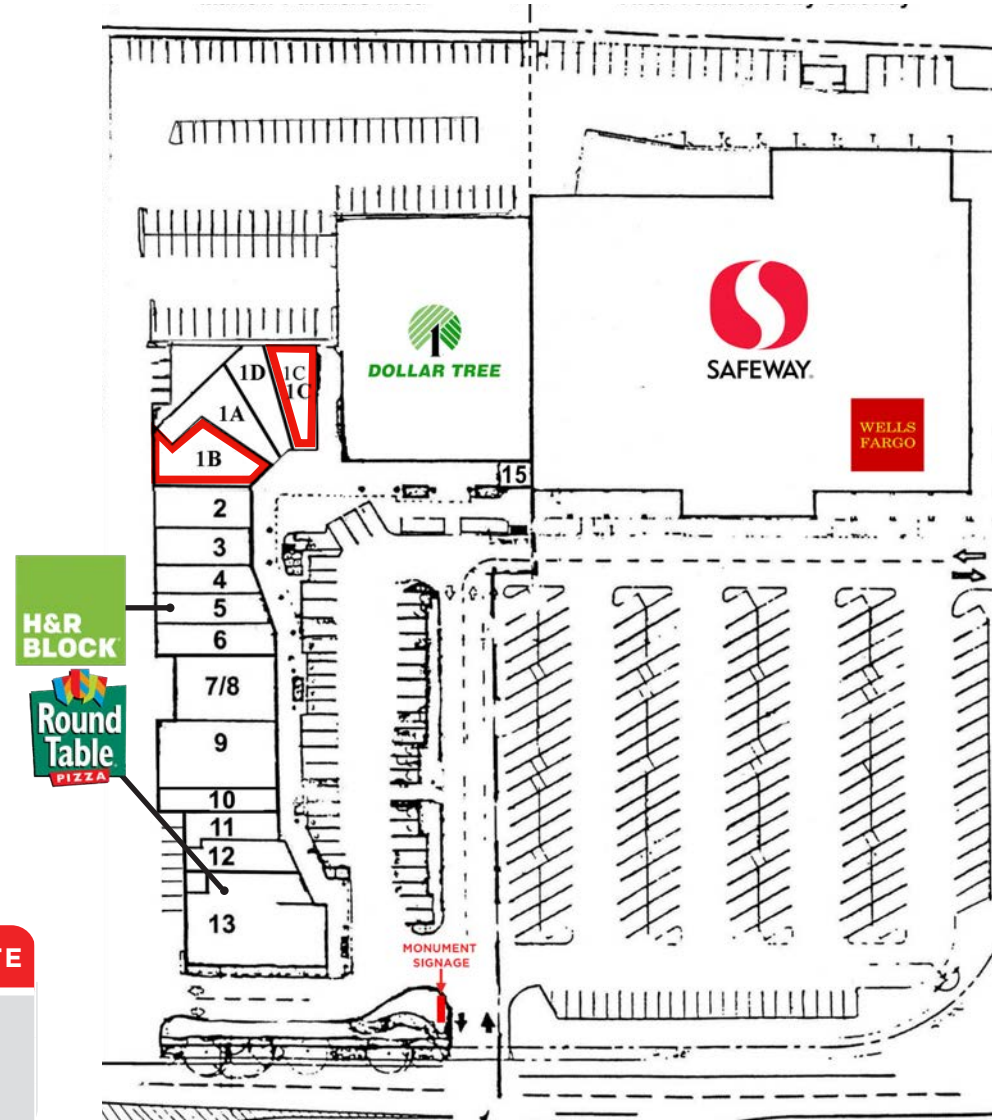 DOLLAR TREE
SAFEWAY
WELLS
FARGO
1D
1C
1C
1A
1B
15
2
3
4
5
6
7/8
9
10
11
12
13
H&R
BLOCK
Round
Table
PIZZA
MONUMENT
SIGNAGE